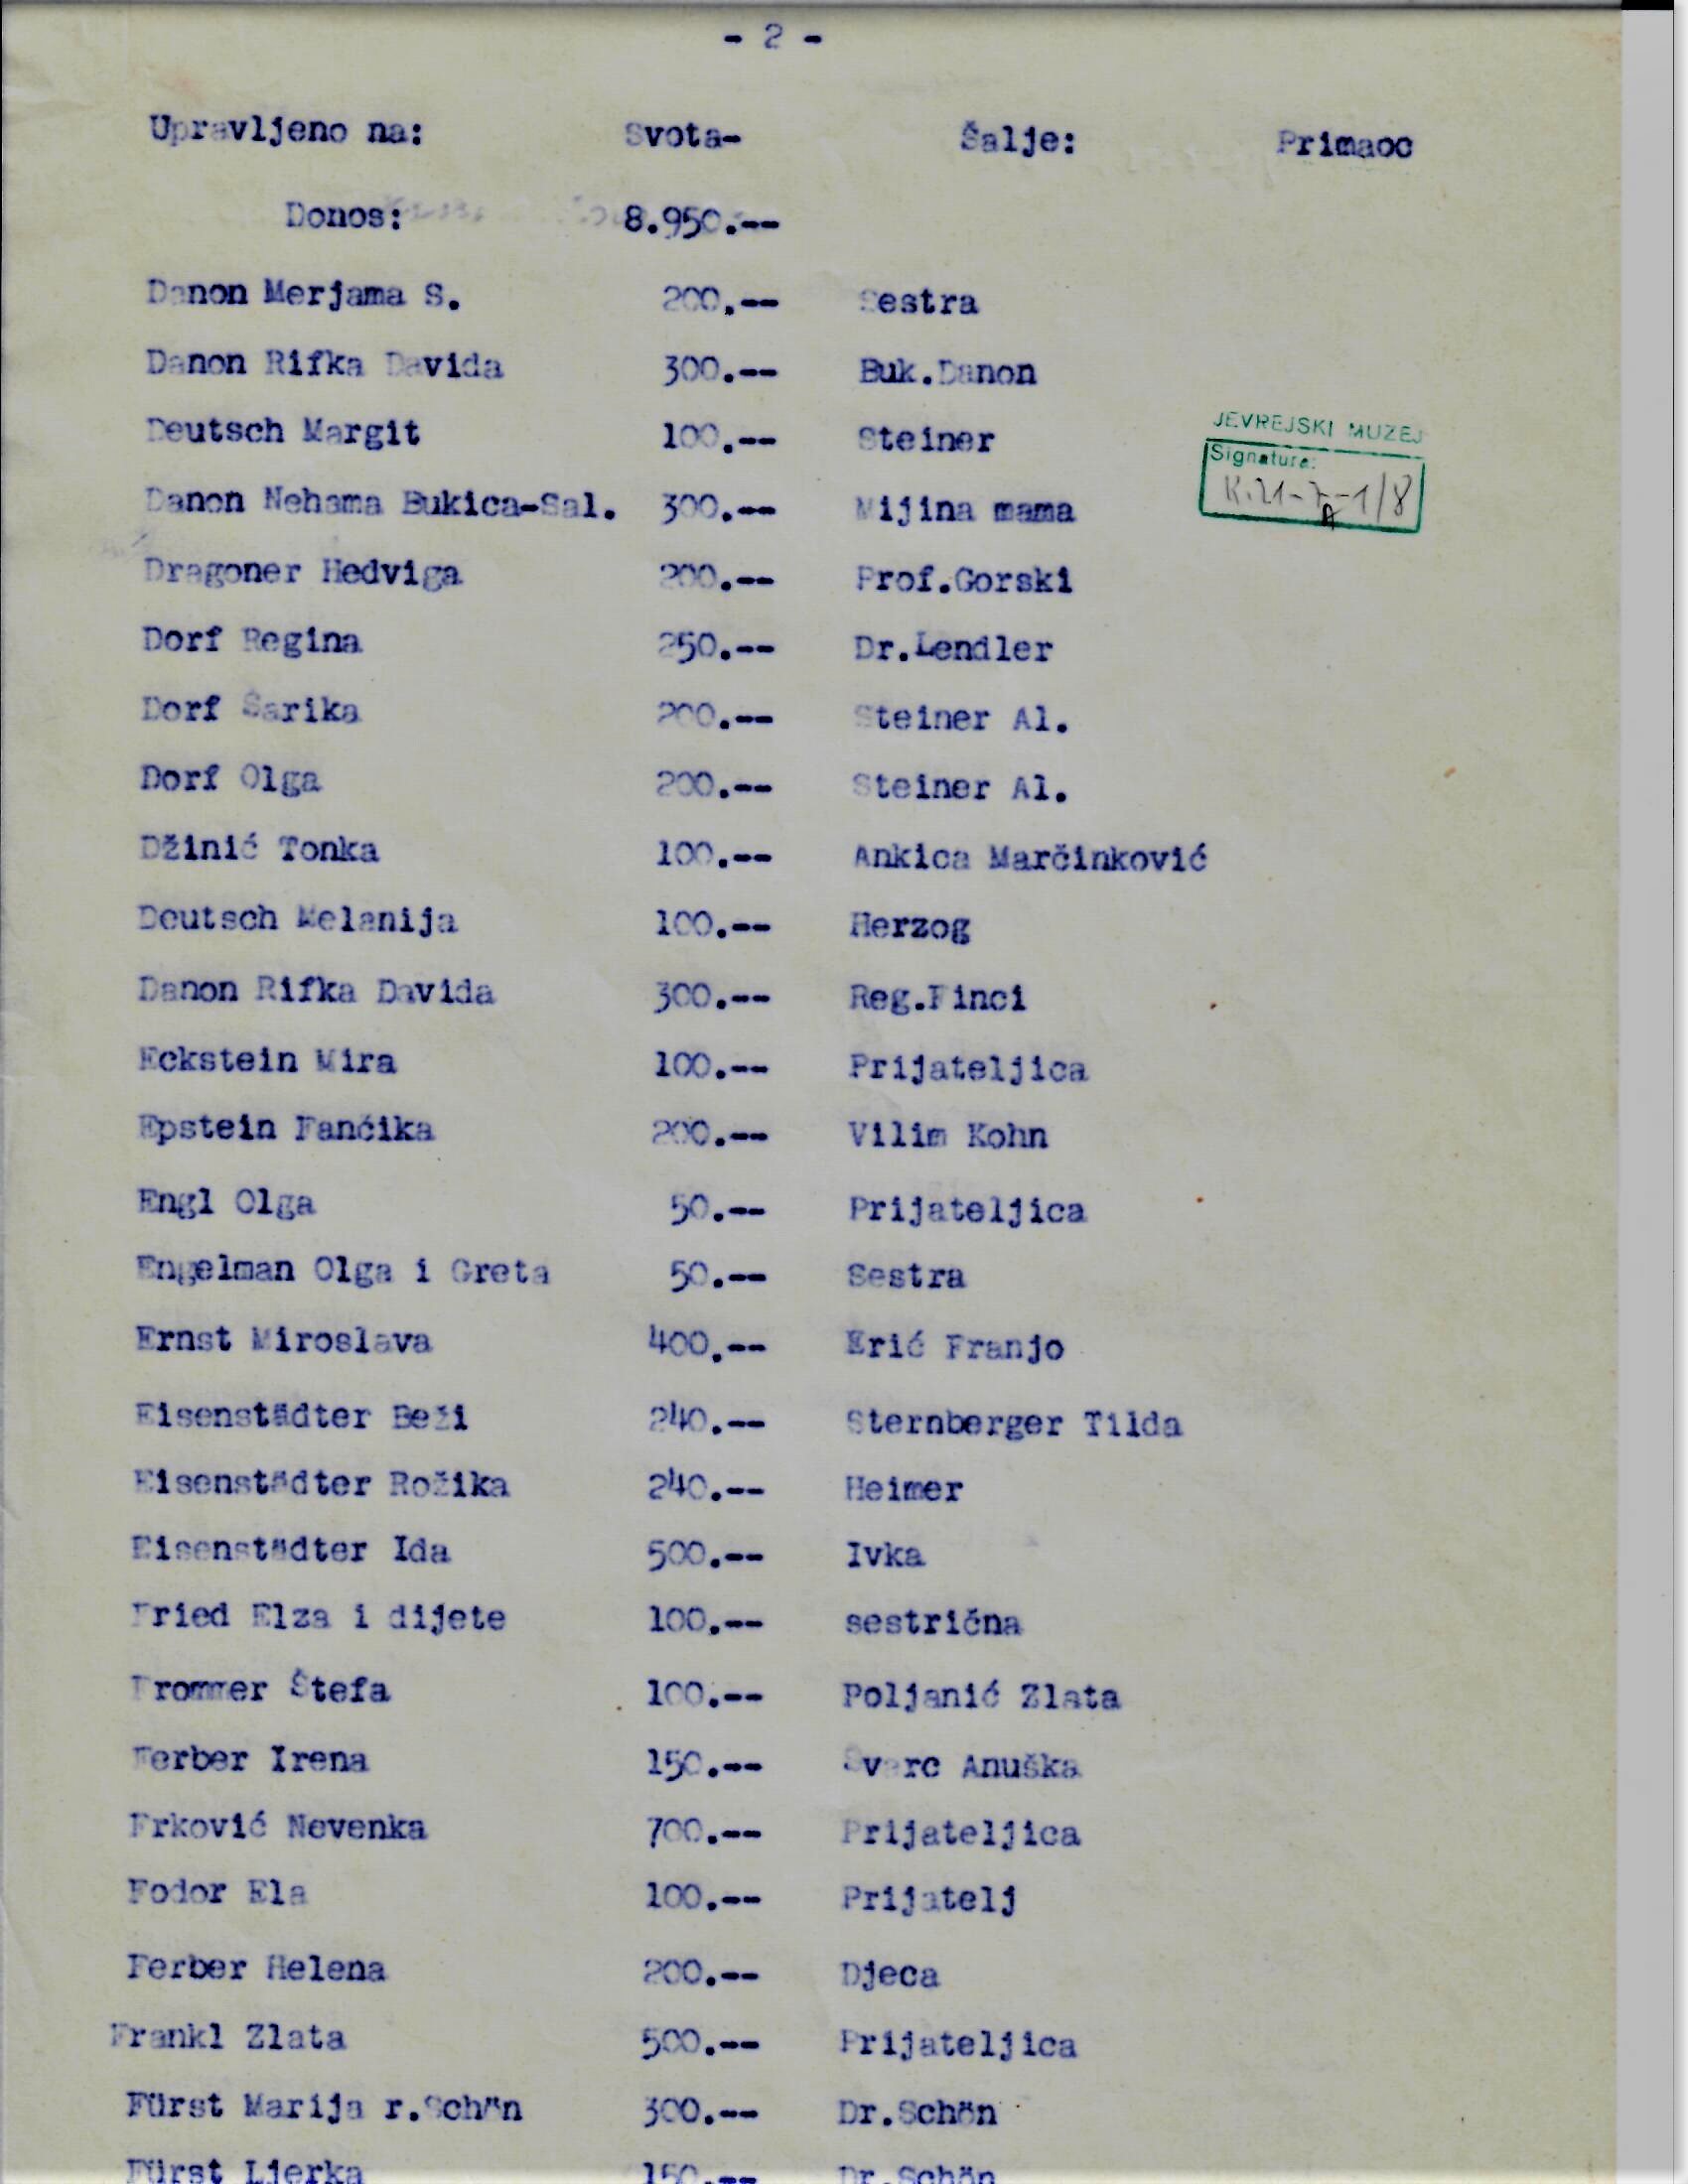 - 2 -
Upravljeno na: Svota- Šalje: Primaoc
Donos: 8.950.--
Danon Merjama S. 200.-- Sestra
Danon Rifka Davida 300.-- Buk.Danon
Deutsch Margit 100.-- Steiner
JEVREJSKI MUZEJ
Signatura:
K.21-7-1/8
A
Danon Nehama Bukica-Sal. 300.-- Mijina mama
Dragoner Hedviga 200.-- Prof.Gorski
Dorf Regina 250.-- Dr.Lendler
Dorf Šarika 200.-- Steiner Al.
Dorf Olga 200.-- Steiner Al.
Džinić Tonka 100.-- Ankica Marčinković
Deutsch Melanija 100.-- Herzog
Danon Rifka Davida 300.-- Reg.Finci
Eckstein Mira 100.-- Prijateljica
Epstein Fančika 200.-- Vilim Kohn
Engl Olga 50.-- Prijateljica
Engelman Olga i Greta 50.-- Sestra
Ernst Miroslava 400.-- Erić Franjo
Eisenstädter Beži 240.-- Sternberger Tilda
Eisenstädter Rožika 240.-- Heimer
Eisenstädter Ida 500.-- Ivka
Fried Elza i dijete 100.-- sestrična
Frommer Štefa 100.-- Poljanić Zlata
Ferber Irena 150.-- Švarc Anuška
Frković Nevenka 700.-- Prijateljica
Fodor Ela 100.-- Prijatelj
Ferber Helena 200.-- Djeca
Frankl Zlata 500.-- Prijateljica
Fürst Marija r.Schön 300.-- Dr.Schön
Fürst Ljerka 150.-- Dr.Schön